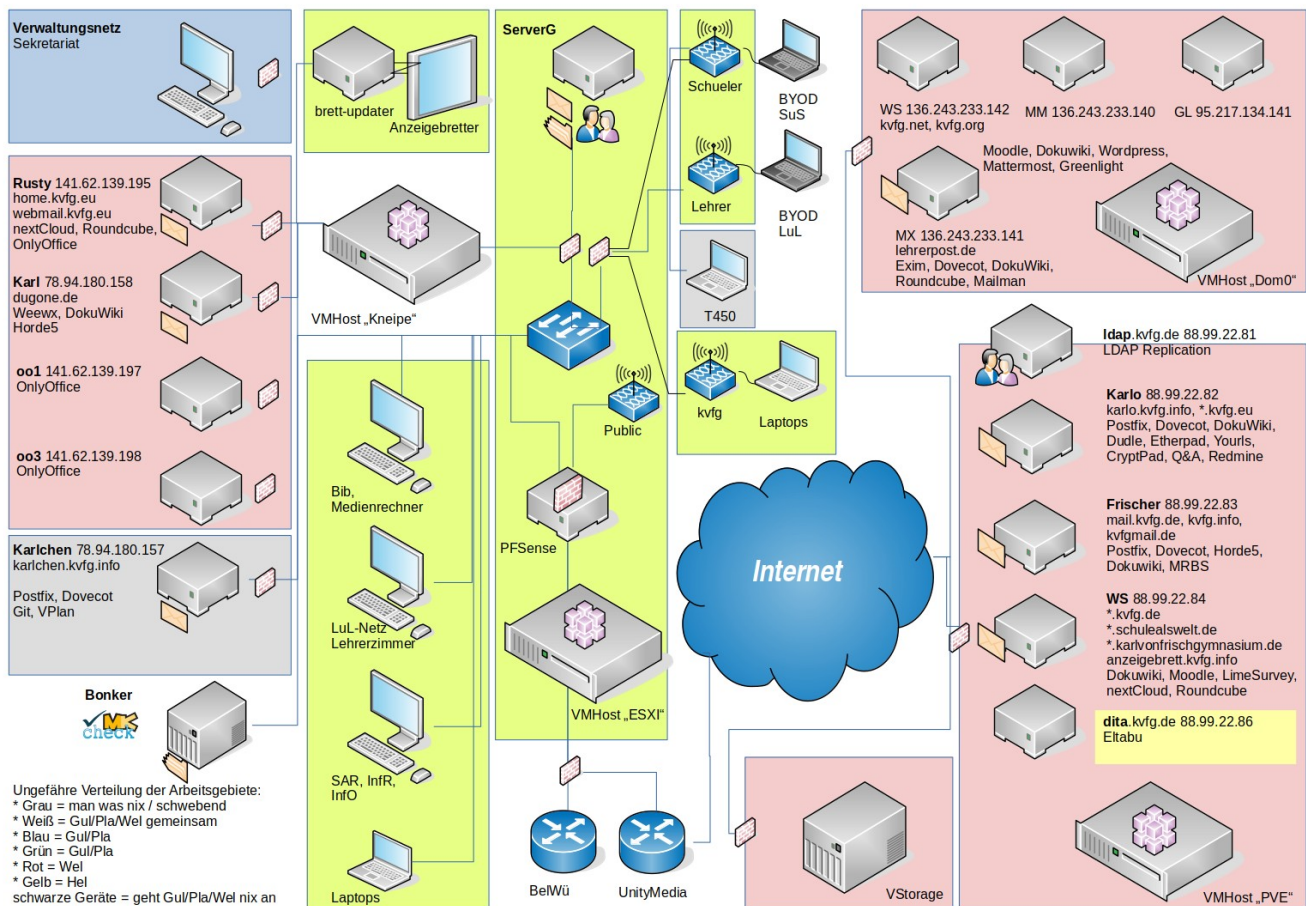 Verwaltungsnetz
Sekretariat
brett-updater
Anzeigebretter
ServerG
Schueler
BYOD
SuS
Lehrer
BYOD
LuL
T450
WS 136.243.233.142
kvfg.net, kvfg.org
MM 136.243.233.140
GL 95.217.134.141
Moodle, Dokuwiki, Wordpress,
Mattermost, Greenlight
MX 136.243.233.141
lehrerpost.de
Exim, Dovecot, DokuWiki,
Roundcube, Mailman
VMHost „Dom0“
Rusty 141.62.139.195
home.kvfg.eu
webmail.kvfg.eu
nextCloud, Roundcube,
OnlyOffice
Karl 78.94.180.158
dugone.de
Weewx, DokuWiki
Horde5
oo1 141.62.139.197
OnlyOffice
oo3 141.62.139.198
OnlyOffice
VMHost „Kneipe“
Karlchen 78.94.180.157
karlchen.kvfg.info
Postfix, Dovecot
Git, VPlan
Bonker
MK
check
Bib,
Medienrechner
LuL-Netz
Lehrerzimmer
SAR, InfR,
InfO
Laptops
Public
kvfg
Laptops
PFSense
VMHost „ESXI“
BelWü
UnityMedia
Internet
VStorage
ldap.kvfg.de 88.99.22.81
LDAP Replication
Karlo 88.99.22.82
karlo.kvfg.info, *.kvfg.eu
Postfix, Dovecot, DokuWiki,
Dudle, Etherpad, Yourls,
CryptPad, Q&A, Redmine
Frischer 88.99.22.83
mail.kvfg.de, kvfg.info,
kvfgmail.de
Postfix, Dovecot, Horde5,
Dokuwiki, MRBS
WS 88.99.22.84
*.kvfg.de
*.schulealswelt.de
*.karlvonfrischgymnasium.de
anzeigebrett.kvfg.info
Dokuwiki, Moodle, LimeSurvey,
nextCloud, Roundcube
dita.kvfg.de 88.99.22.86
Eltabu
VMHost „PVE“
Ungefähre Verteilung der Arbeitsgebiete:
* Grau = man was nix / schwebend
* Weiß = Gul/Pla/Wel gemeinsam
* Blau = Gul/Pla
* Grün = Gul/Pla
* Rot = Wel
* Gelb = Hel
schwarze Geräte = geht Gul/Pla/Wel nix an